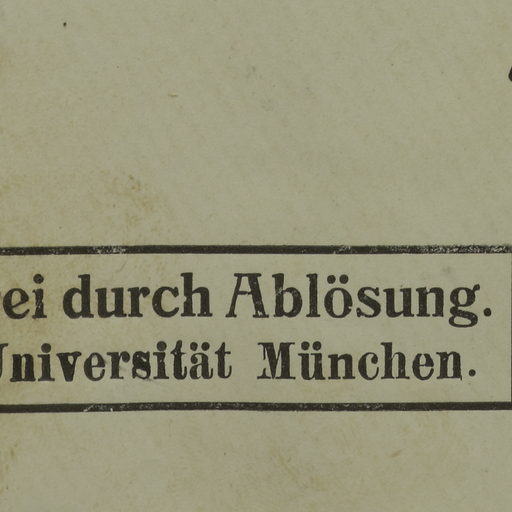 ei durch Ablösung.
Universität München.